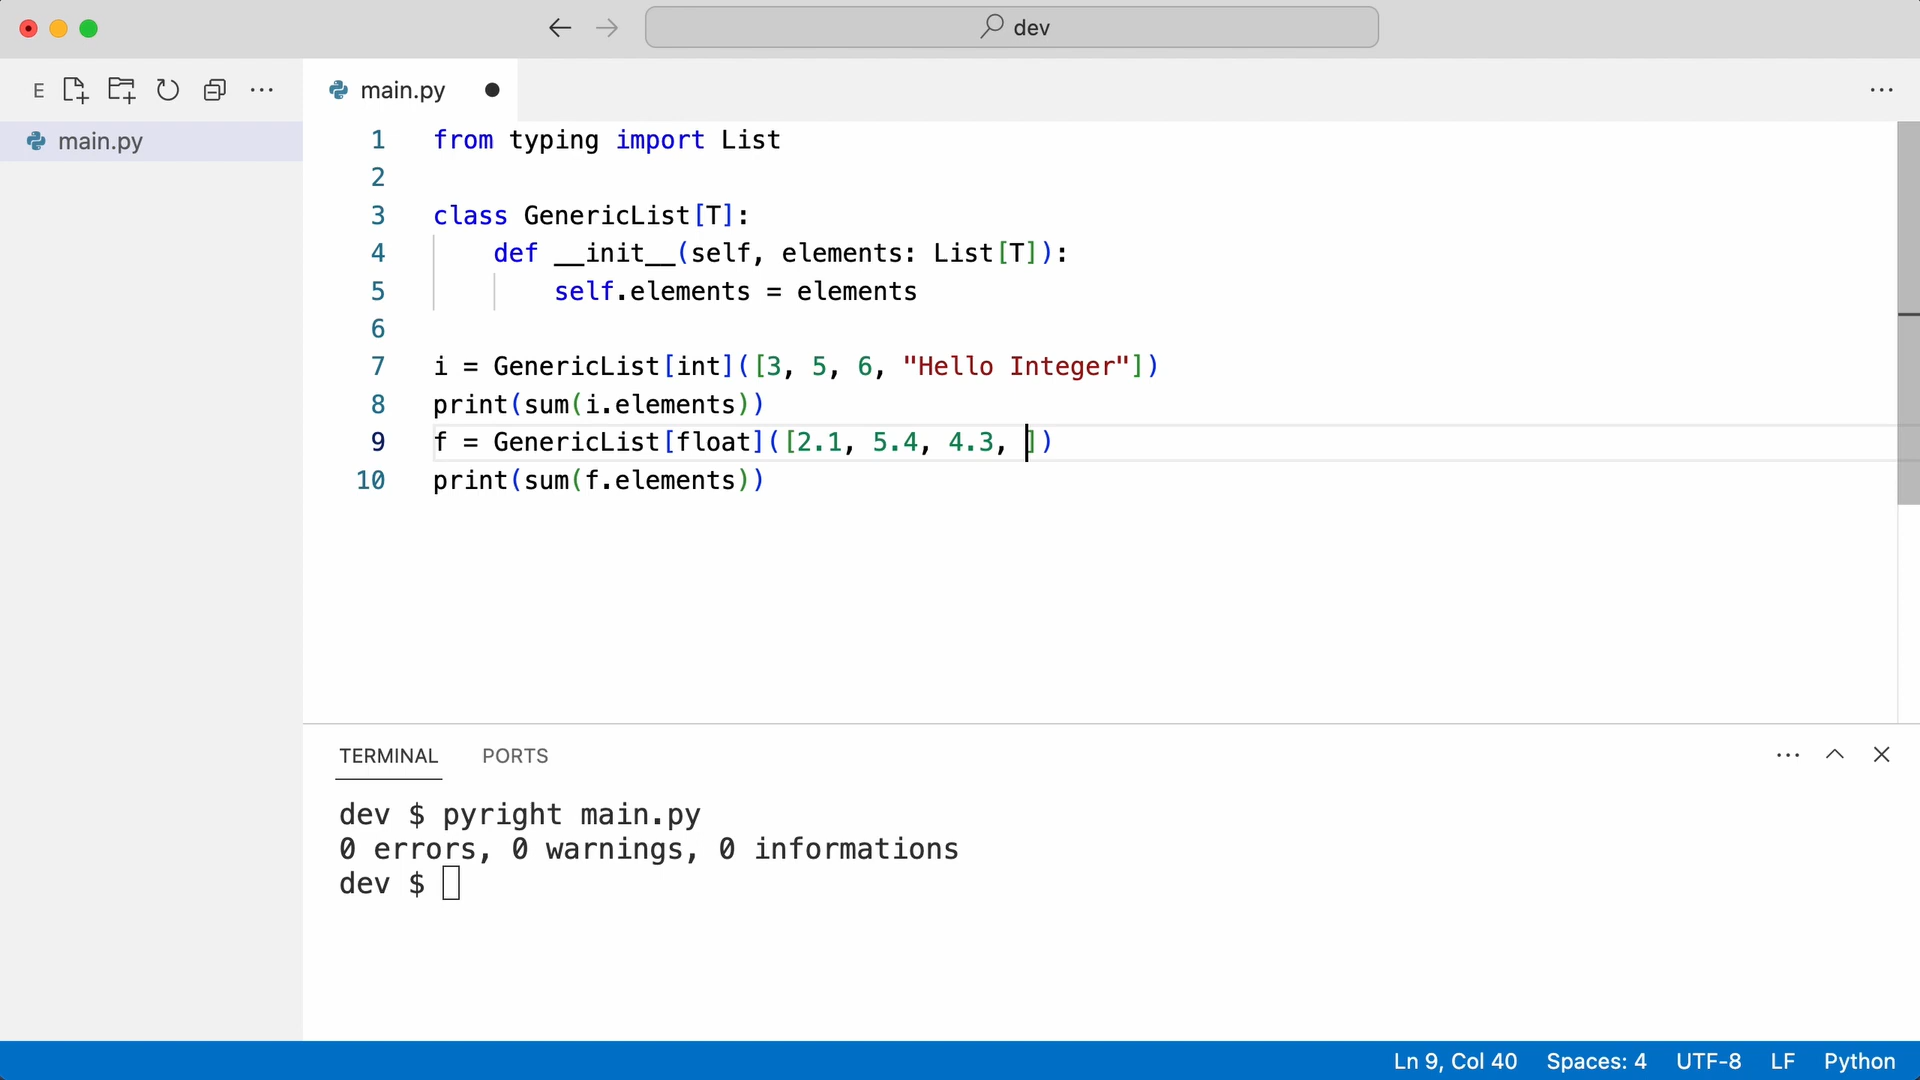 dev
E
main.py
main.py
1 from typing import List
2
3 class GenericList[T]:
4 def __init__(self, elements: List[T]):
5 self.elements = elements
6
7 i = GenericList[int]([3, 5, 6, "Hello Integer"])
8 print(sum(i.elements))
9 f = GenericList[float]([2.1, 5.4, 4.3, ])
10 print(sum(f.elements))
TERMINAL PORTS
dev $ pyright main.py
0 errors, 0 warnings, 0 informations
dev $
Ln 9, Col 40 Spaces: 4 UTF-8 LF Python